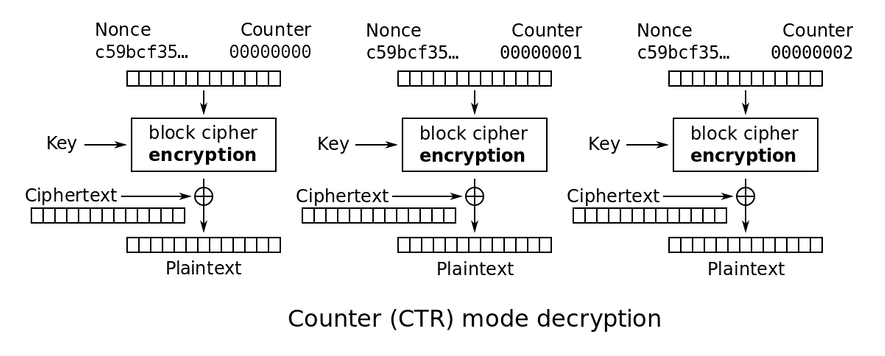 Nonce Counter
c59bcf35… 00000000
block cipher
encryption
Key
Ciphertext
Plaintext
Nonce Counter
c59bcf35… 00000001
block cipher
encryption
Key
Ciphertext
Plaintext
Nonce Counter
c59bcf35… 00000002
block cipher
encryption
Key
Ciphertext
Plaintext
Counter (CTR) mode decryption